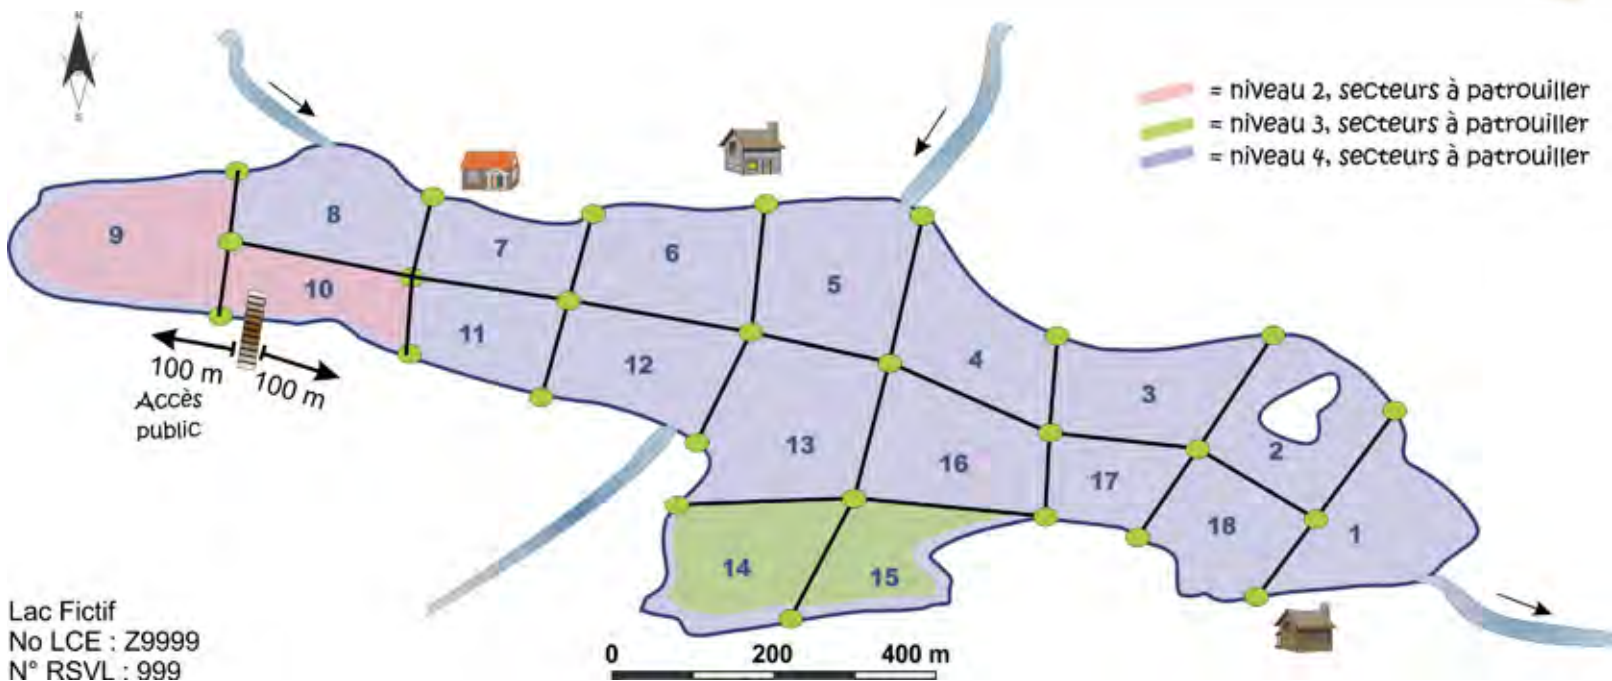 N
S
= niveau 2, secteurs à patrouiller
= niveau 3, secteurs à patrouiller
= niveau 4, secteurs à patrouiller
9
8
7
6
5
10
11
12
4
3
2
13
16
17
18
1
14
15
100 m
100 m
Accès
public
Lac Fictif
No LCE : Z9999
N° RSVL : 999
0 200 400 m